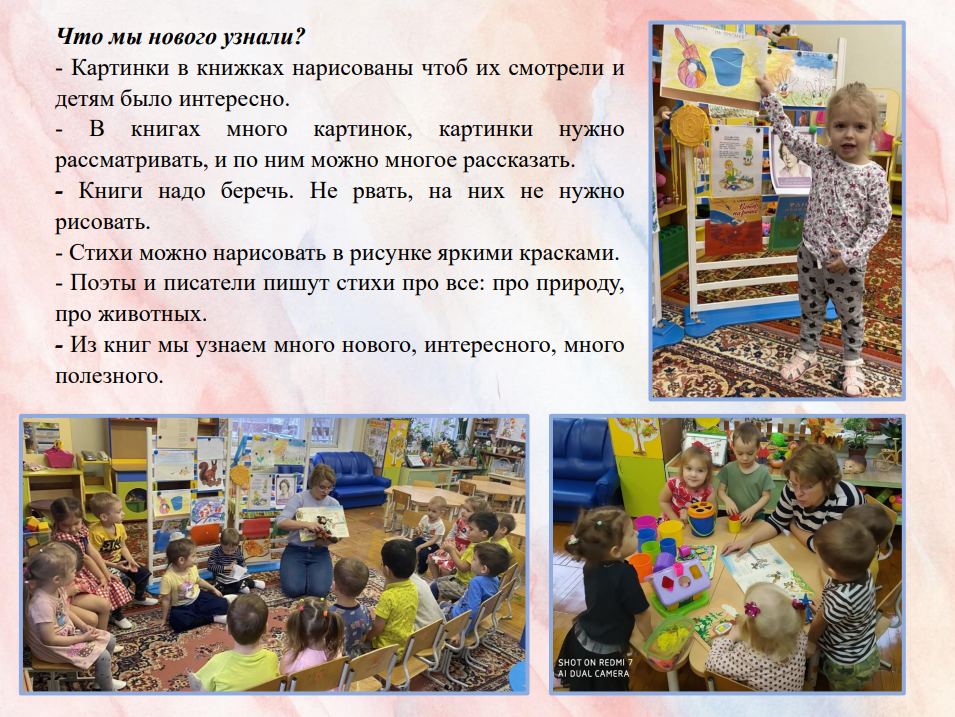 Что мы нового узнали?
- Картинки в книжках нарисованы чтоб их смотрели и
детям было интересно.
- В книгах много картинок, картинки нужно
рассматривать, и по ним можно многое рассказать.
- Книги надо беречь. Не рвать, на них не нужно
рисовать.
- Стихи можно нарисовать в рисунке яркими красками.
- Поэты и писатели пишут стихи про все: про природу,
про животных.
- Из книг мы узнаем много нового, интересного, много
полезного.
SHOT ON REDMI 7
AI DUAL CAMERA